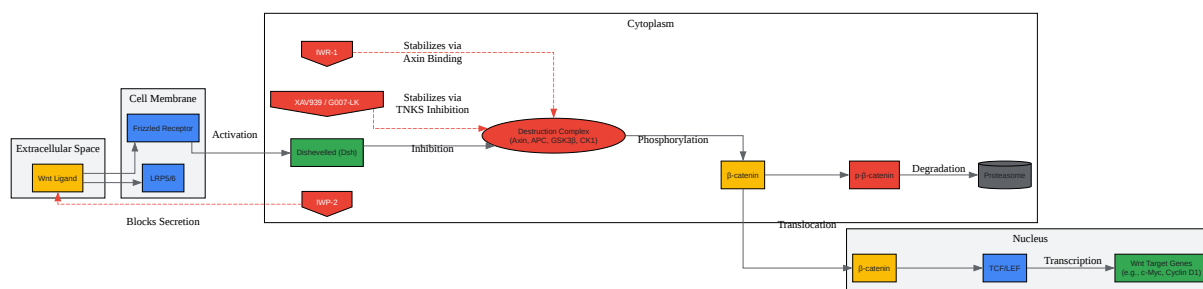 Cytoplasm
IWR-1
Stabilizes via
Axin Binding
XAV939 / G007-LK
Stabilizes via
TNKS Inhibition
Cell Membrane
Frizzled Receptor
Activation
Destruction Complex
(Axin, APC, GSK3β, CK1)
Phosphorylation
Extracellular Space
Dishevelled (Dsh)
Inhibition
Wnt Ligand
LRP5/6
β-catenin
p-β-catenin
Degradation
Proteasome
IWP-2
Blocks Secretion
Translocation
Nucleus
β-catenin
TCF/LEF
Transcription
Wnt Target Genes
(e.g., c-Myc, Cyclin D1)